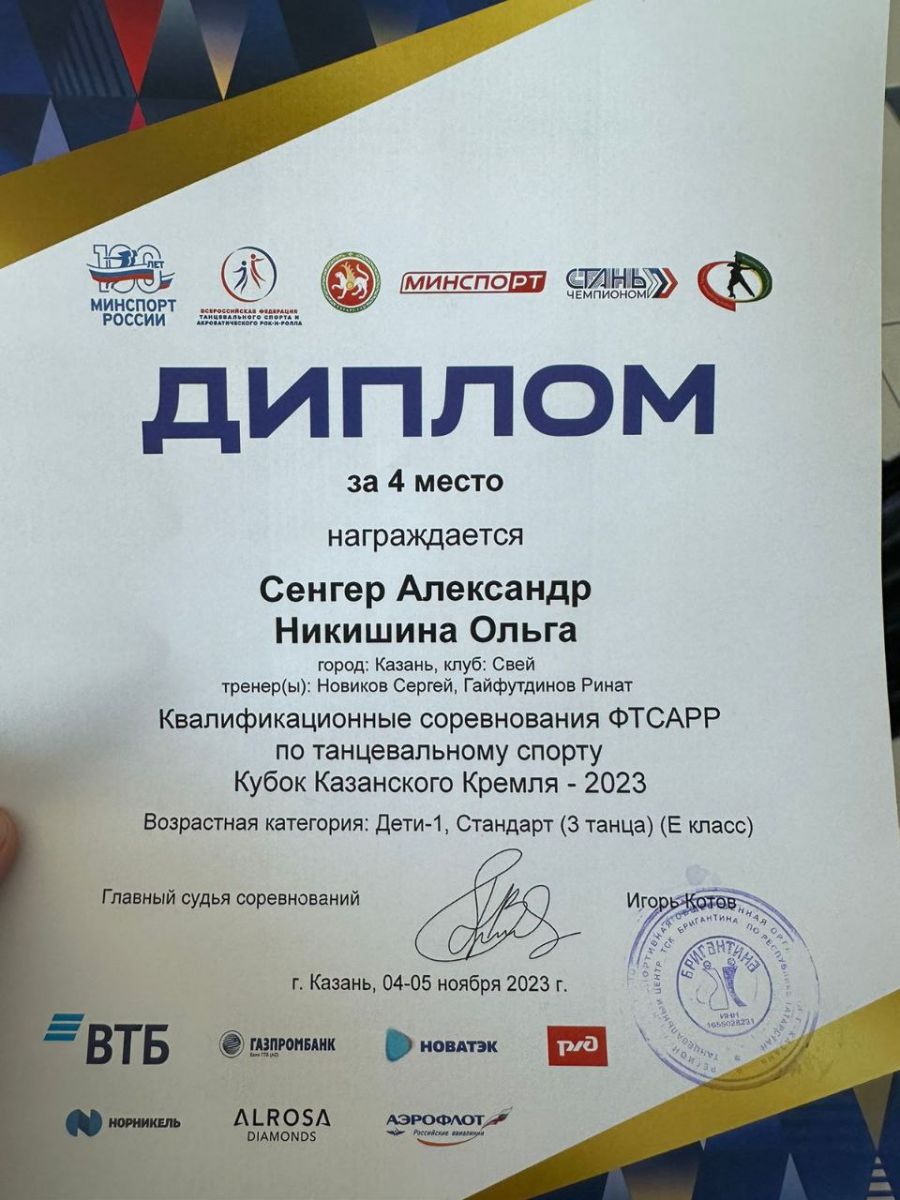 100 ЛЕТ
МИНСПОРТ
РОССИИ
ВСЕРОССИЙСКАЯ ФЕДЕРАЦИЯ
ТАНЦЕВАЛЬНОГО СПОРТА И
АКРОБАТИЧЕСКОГО РОК-Н-РОЛЛА
МИНСПОРТ
СТАНЬ
ЧЕМПИОНОМ
ДИПЛОМ
за 4 место
награждается
Сенгер Александр
Никишина Ольга
город: Казань, клуб: Свей
тренер(ы): Новиков Сергей, Гайфутдинов Ринат
Квалификационные соревнования ФТСАРР
по танцевальному спорту
Кубок Казанского Кремля - 2023
Возрастная категория: Дети-1, Стандарт (3 танца) (E класс)
Главный судья соревнований
Игорь Котов
БРИГАНТИНА
ИНН
1659028231
г. Казань, 04-05 ноября 2023 г.
ВТБ
ГАЗПРОМБАНК
НОВАТЭК
РЖД
НОРНИКЕЛЬ
ALROSA
DIAMONDS
АЭРОФЛОТ
Российские авиалинии